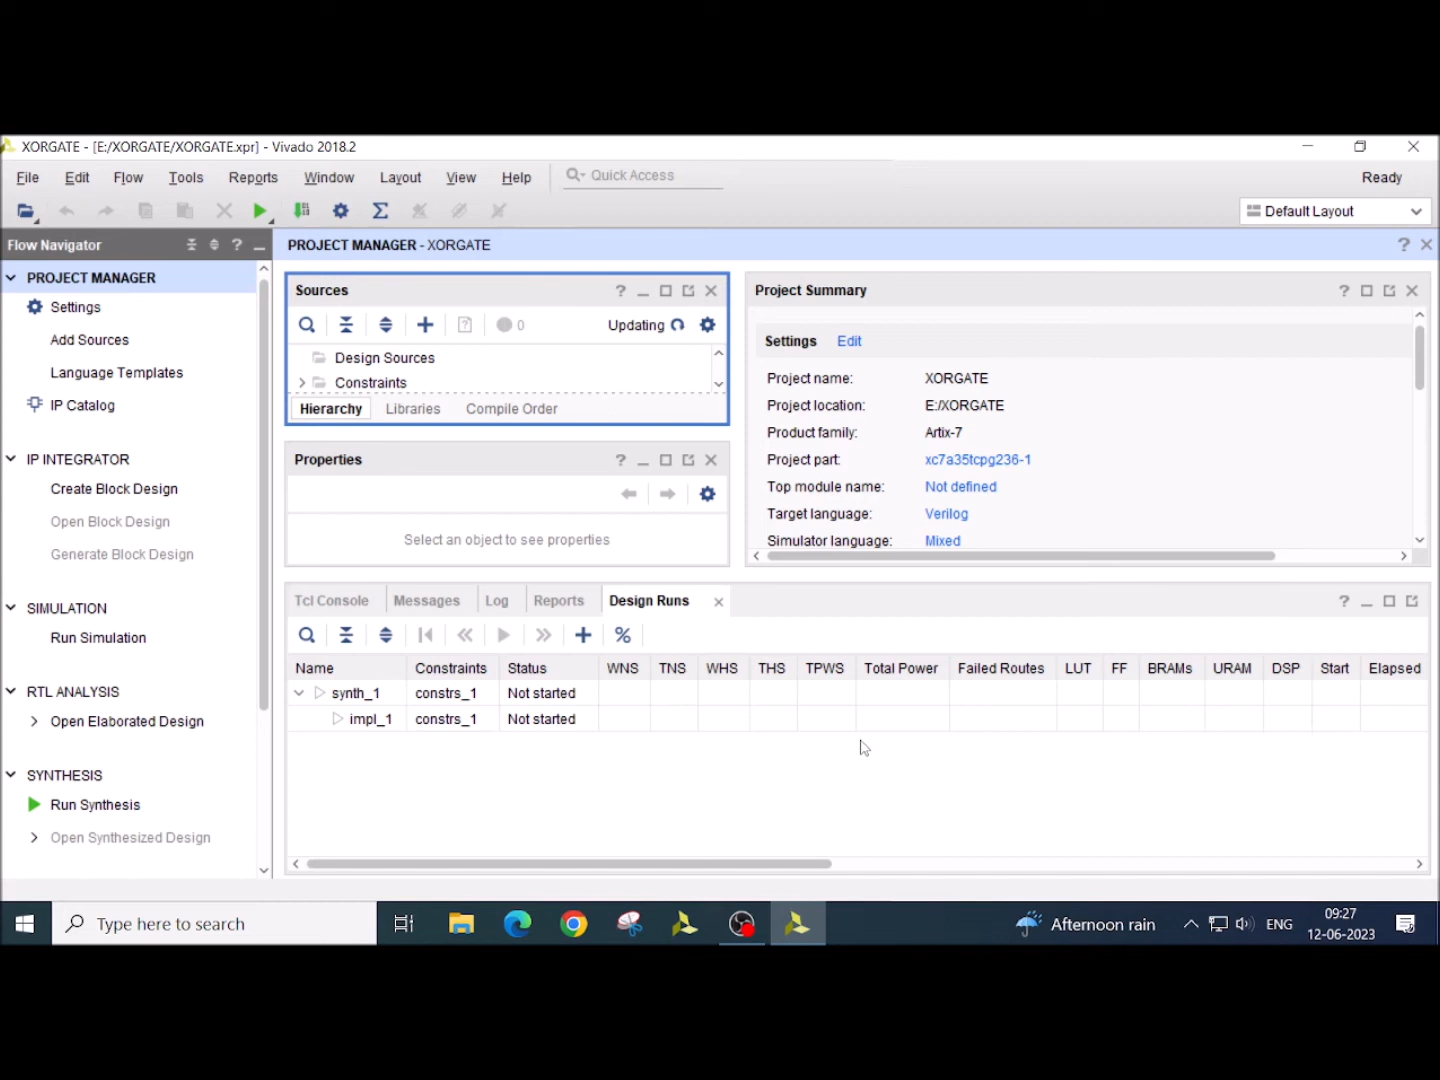 XORGATE - [E:/XORGATE/XORGATE.xpr] - Vivado 2018.2
File Edit Flow Tools Reports Window Layout View Help Quick Access Ready
Default Layout
Flow Navigator ? PROJECT MANAGER - XORGATE ?
PROJECT MANAGER
Settings
Add Sources
Language Templates
IP Catalog
IP INTEGRATOR
Create Block Design
Open Block Design
Generate Block Design
SIMULATION
Run Simulation
RTL ANALYSIS
Open Elaborated Design
SYNTHESIS
Run Synthesis
Open Synthesized Design
Sources ?
? 0 Updating
Design Sources
Constraints
Hierarchy Libraries Compile Order
Properties ?
Select an object to see properties
Project Summary ?
Settings Edit
Project name: XORGATE
Project location: E:/XORGATE
Product family: Artix-7
Project part: xc7a35tcpg236-1
Top module name: Not defined
Target language: Verilog
Simulator language: Mixed
Tcl Console Messages Log Reports Design Runs ?
%
Name Constraints Status WNS TNS WHS THS TPWS Total Power Failed Routes LUT FF BRAMs URAM DSP Start Elapsed
synth_1 constrs_1 Not started
impl_1 constrs_1 Not started
Type here to search Afternoon rain ENG 09:27
12-06-2023